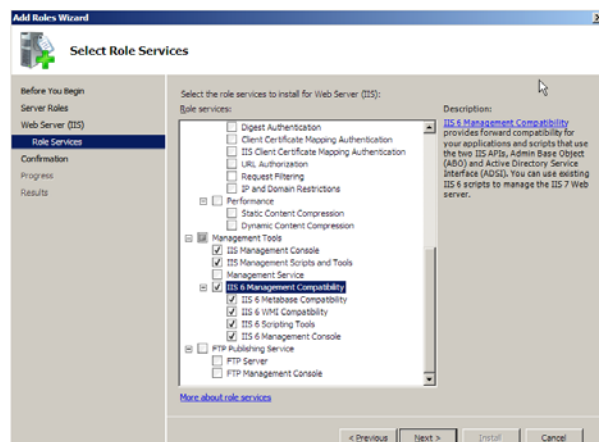 Add Roles Wizard
Select Role Services
Before You Begin
Server Roles
Web Server (IIS)
Role Services
Confirmation
Progress
Results
Select the role services to install for Web Server (IIS):
Role services:
Digest Authentication
Client Certificate Mapping Authentication
IIS Client Certificate Mapping Authentication
URL Authorization
Request Filtering
IP and Domain Restrictions
Performance
Static Content Compression
Dynamic Content Compression
Management Tools
IIS Management Console
IIS Management Scripts and Tools
Management Service
IIS 6 Management Compatibility
IIS 6 Metabase Compatibility
IIS 6 WMI Compatibility
IIS 6 Scripting Tools
IIS 6 Management Console
FTP Publishing Service
FTP Server
FTP Management Console
More about role services
Description:
IIS 6 Management Compatibility
provides forward compatibility for
your applications and scripts that use
the two IIS APIs, Admin Base Object
(ABO) and Active Directory Service
Interface (ADSI). You can use existing
IIS 6 scripts to manage the IIS 7 Web
server.
< Previous
Next >
Install
Cancel